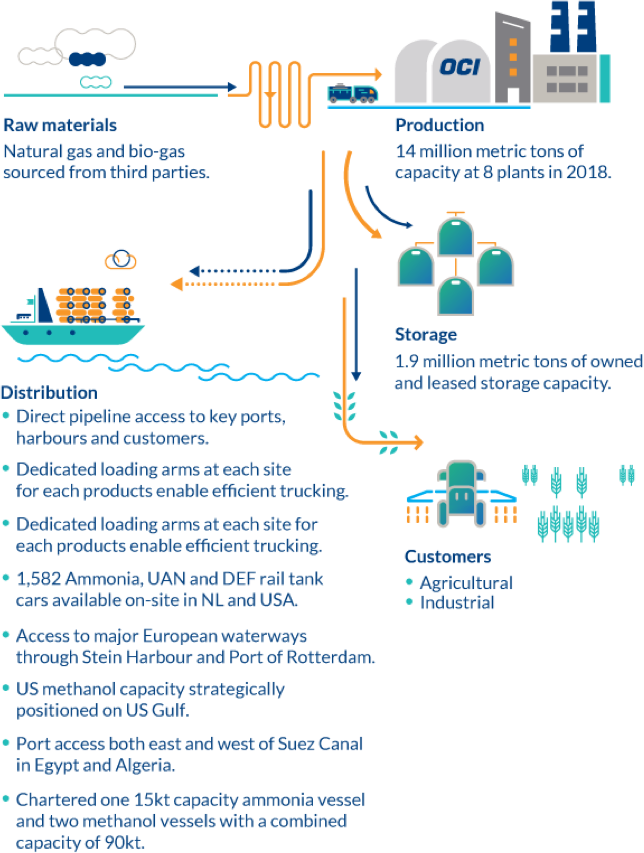 OCI
Raw materials
Natural gas and bio-gas
sourced from third parties.
Production
14 million metric tons of
capacity at 8 plants in 2018.
Storage
1.9 million metric tons of owned
and leased storage capacity.
Distribution
• Direct pipeline access to key ports,
harbours and customers.
• Dedicated loading arms at each site
for each products enable efficient trucking.
• Dedicated loading arms at each site for
each products enable efficient trucking.
• 1,582 Ammonia, UAN and DEF rail tank
cars available on-site in NL and USA.
• Access to major European waterways
through Stein Harbour and Port of Rotterdam.
• US methanol capacity strategically
positioned on US Gulf.
• Port access both east and west of Suez Canal
in Egypt and Algeria.
• Chartered one 15kt capacity ammonia vessel
and two methanol vessels with a combined
capacity of 90kt.
Customers
• Agricultural
• Industrial